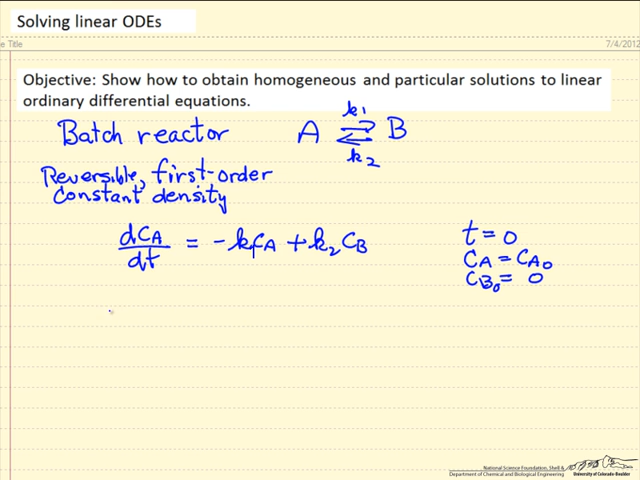 Solving linear ODEs
e Title
7/4/2012
Objective: Show how to obtain homogeneous and particular solutions to linear
ordinary differential equations.
Batch reactor A ⇌ B
k1
k2
Reversible, first-order
Constant density
dCA/dt = -k1CA + k2CB
t = 0
CA = CA0
CB0 = 0
National Science Foundation, Shell &
Department of Chemical and Biological Engineering
University of Colorado Boulder